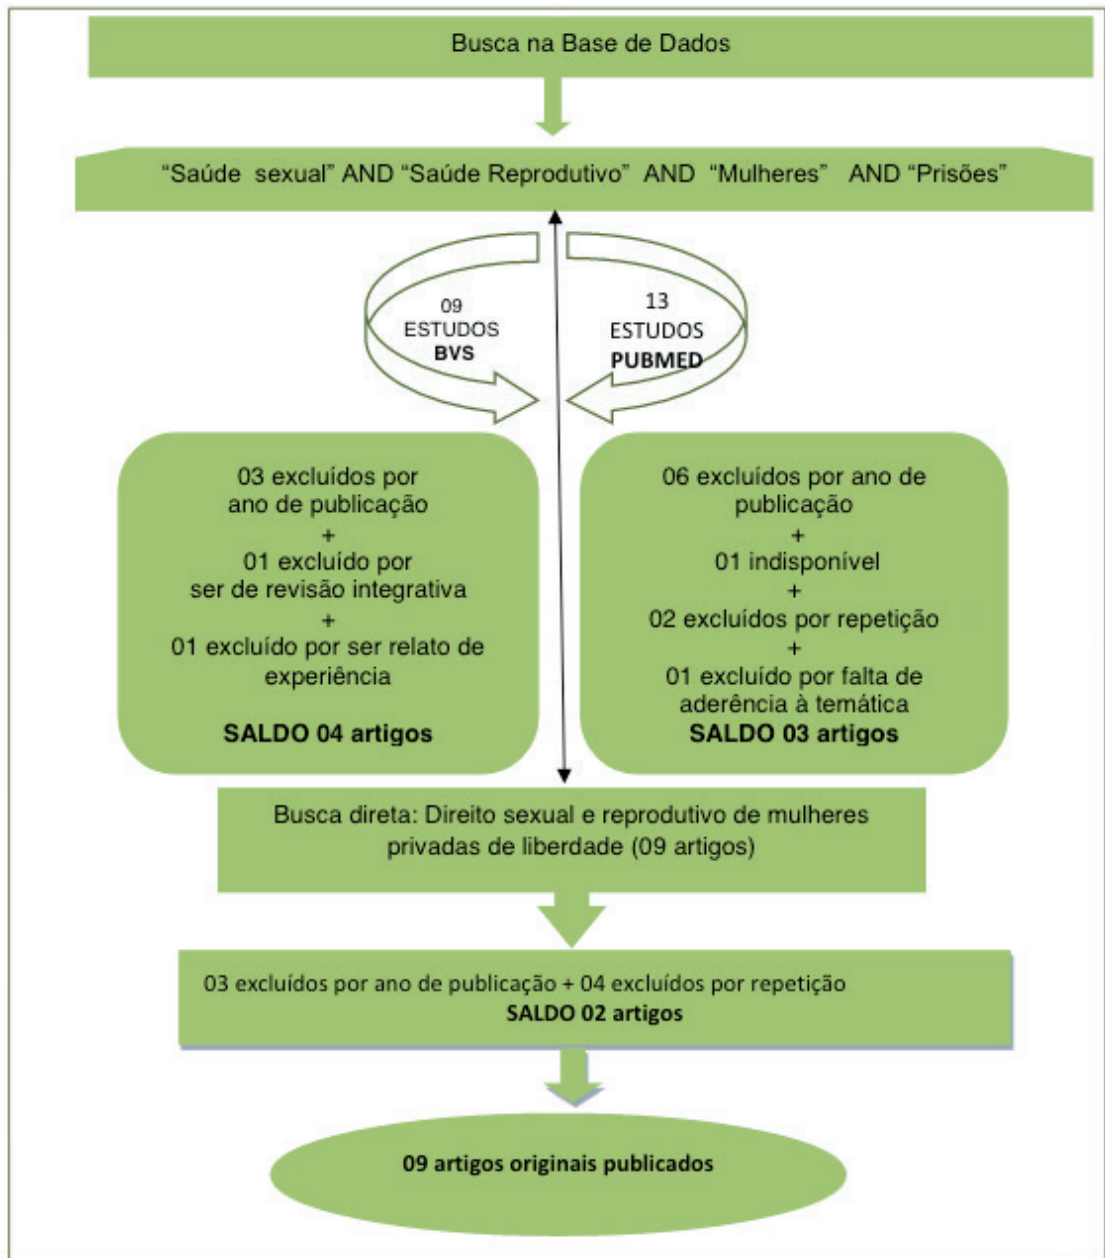 Busca na Base de Dados
“Saúde sexual” AND “Saúde Reprodutivo” AND “Mulheres” AND “Prisões”
09
ESTUDOS
BVS
13
ESTUDOS
PUBMED
03 excluídos por
ano de publicação
+
01 excluído por
ser de revisão integrativa
+
01 excluído por ser relato de
experiência
SALDO 04 artigos
06 excluídos por ano de
publicação
+
01 indisponível
+
02 excluídos por repetição
+
01 excluído por falta de
aderência à temática
SALDO 03 artigos
Busca direta: Direito sexual e reprodutivo de mulheres
privadas de liberdade (09 artigos)
03 excluídos por ano de publicação + 04 excluídos por repetição
SALDO 02 artigos
09 artigos originais publicados